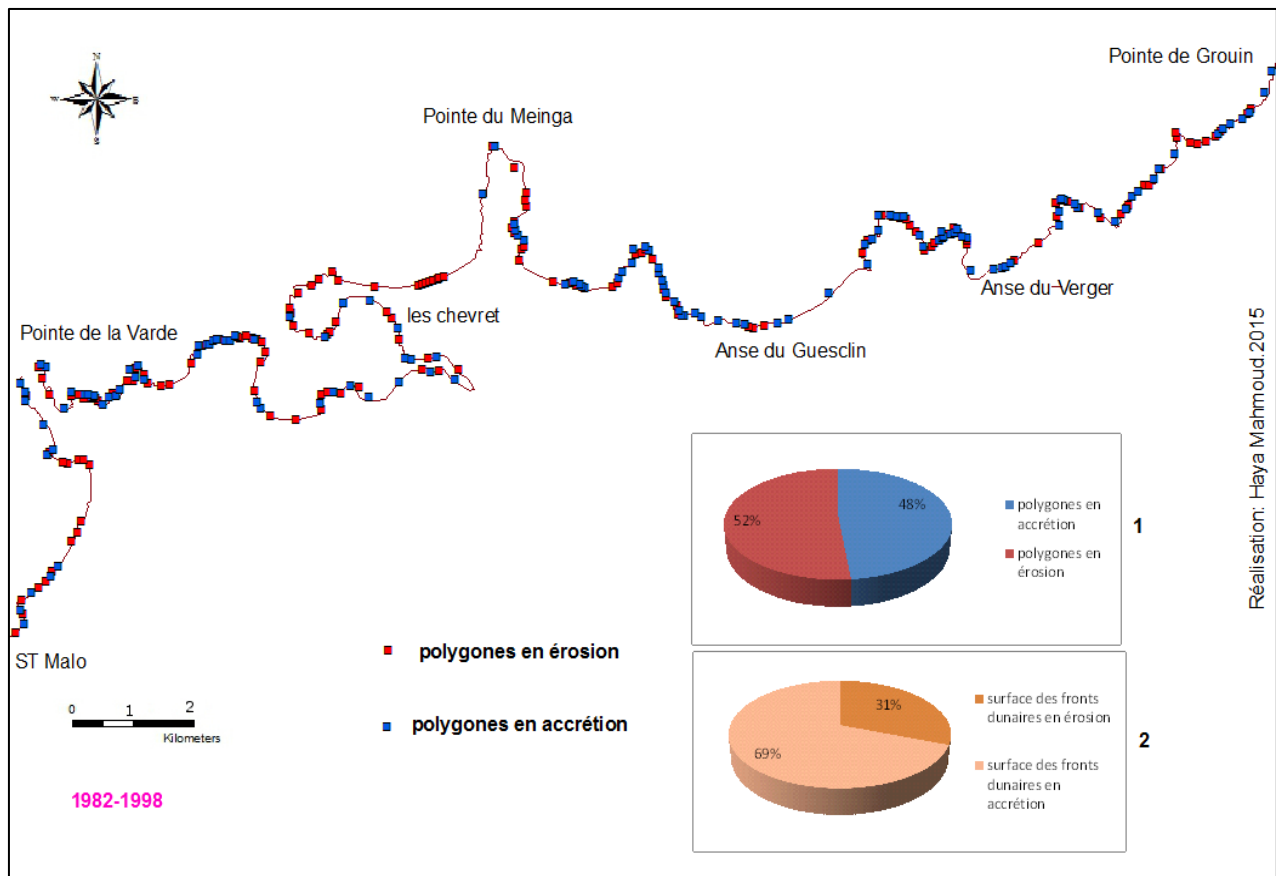 Pointe de Grouin
N
W
E
S
Pointe du Meinga
Pointe de la Varde
les chevret
Anse du Verger
Anse du Guesclin
Réalisation: Haya Mahmoud.2015
48%
52%
polygones en
accrétion
polygones en
érosion
1
ST Malo
polygones en érosion
polygones en accrétion
0 1 2
Kilometers
1982-1998
31%
69%
surface des fronts
dunaires en érosion
surface des fronts
dunaires en
accrétion
2